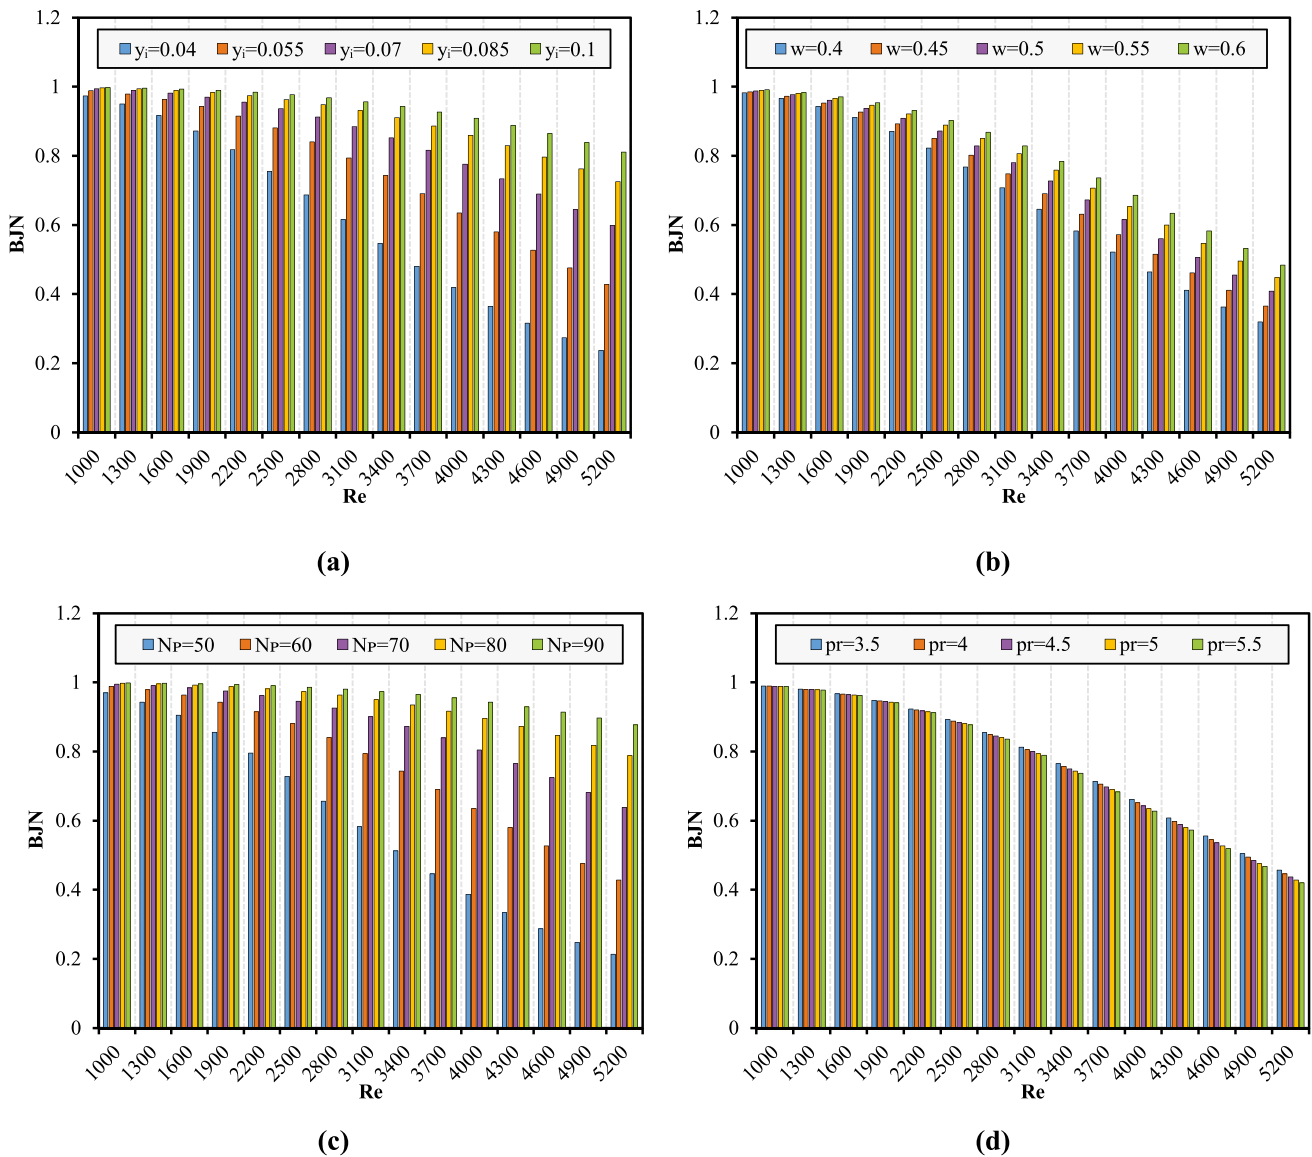 1.2
yᵢ=0.04 yᵢ=0.055 yᵢ=0.07 yᵢ=0.085 yᵢ=0.1
1
0.8
0.6
BJN
0.4
0.2
0
1000 1300 1600 1900 2200 2500 2800 3100 3400 3700 4000 4300 4600 4900 5200
Re
(a)
1.2
w=0.4 w=0.45 w=0.5 w=0.55 w=0.6
1
0.8
0.6
BJN
0.4
0.2
0
1000 1300 1600 1900 2200 2500 2800 3100 3400 3700 4000 4300 4600 4900 5200
Re
(b)
1.2
NP=50 NP=60 NP=70 NP=80 NP=90
1
0.8
0.6
BJN
0.4
0.2
0
1000 1300 1600 1900 2200 2500 2800 3100 3400 3700 4000 4300 4600 4900 5200
Re
(c)
1.2
pr=3.5 pr=4 pr=4.5 pr=5 pr=5.5
1
0.8
0.6
BJN
0.4
0.2
0
1000 1300 1600 1900 2200 2500 2800 3100 3400 3700 4000 4300 4600 4900 5200
Re
(d)